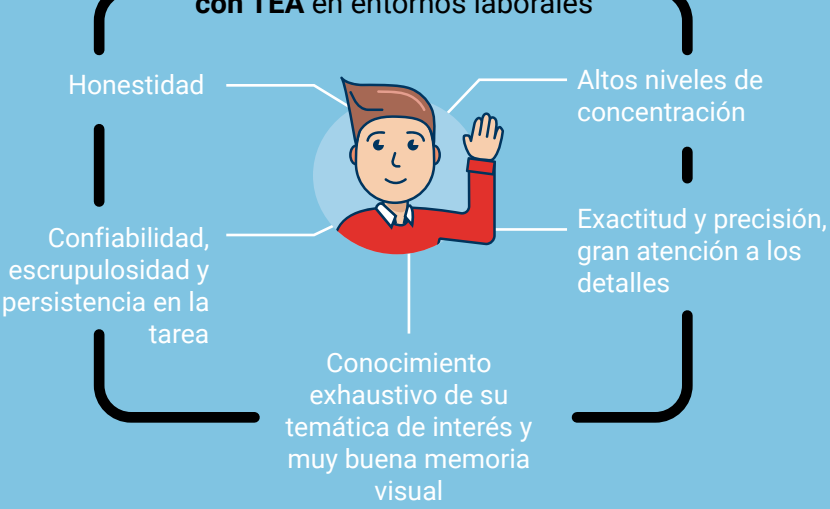 con TEA en entornos laborales
Honestidad
Altos niveles de
concentración
Confiabilidad,
escrupulosidad y
persistencia en la
tarea
Exactitud y precisión,
gran atención a los
detalles
Conocimiento
exhaustivo de su
temática de interés y
muy buena memoria
visual